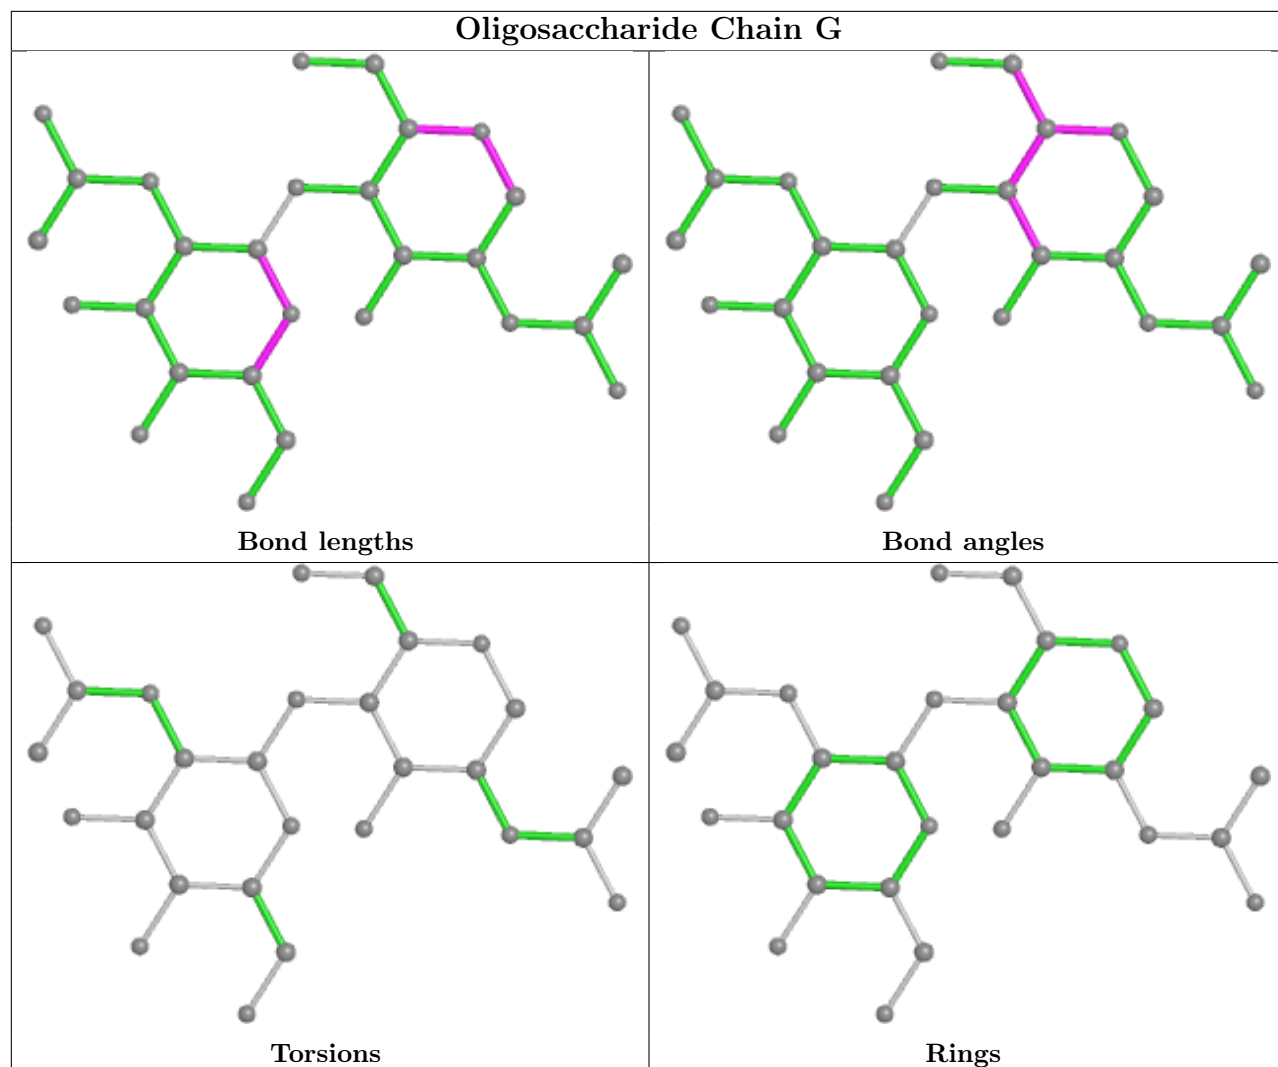 Oligosaccharide Chain G
Bond lengths
Bond angles
Torsions
Rings